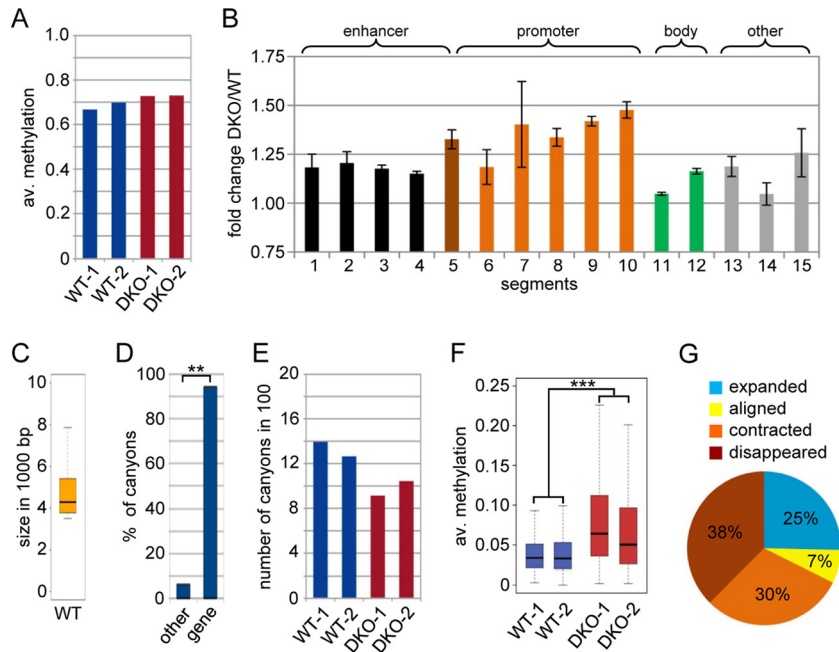 A
av. methylation
1
0.8
0.6
0.4
0.2
0
WT-1
WT-2
DKO-1
DKO-2
B
enhancer
promoter
body
other
fold change DKO/WT
1.75
1.50
1.25
1.00
0.75
1 2 3 4 5 6 7 8 9 10 11 12 13 14 15
segments
C
size in 1000 bp
10
8
6
4
2
0
WT
D
% of canyons
**
100
80
60
40
20
0
other
gene
E
number of canyons in 100
20
16
12
8
4
0
WT-1
WT-2
DKO-1
DKO-2
F
av. methylation
***
0.25
0.20
0.15
0.10
0.05
0
WT-1
WT-2
DKO-1
DKO-2
G
expanded
aligned
contracted
disappeared
38%
25%
7%
30%